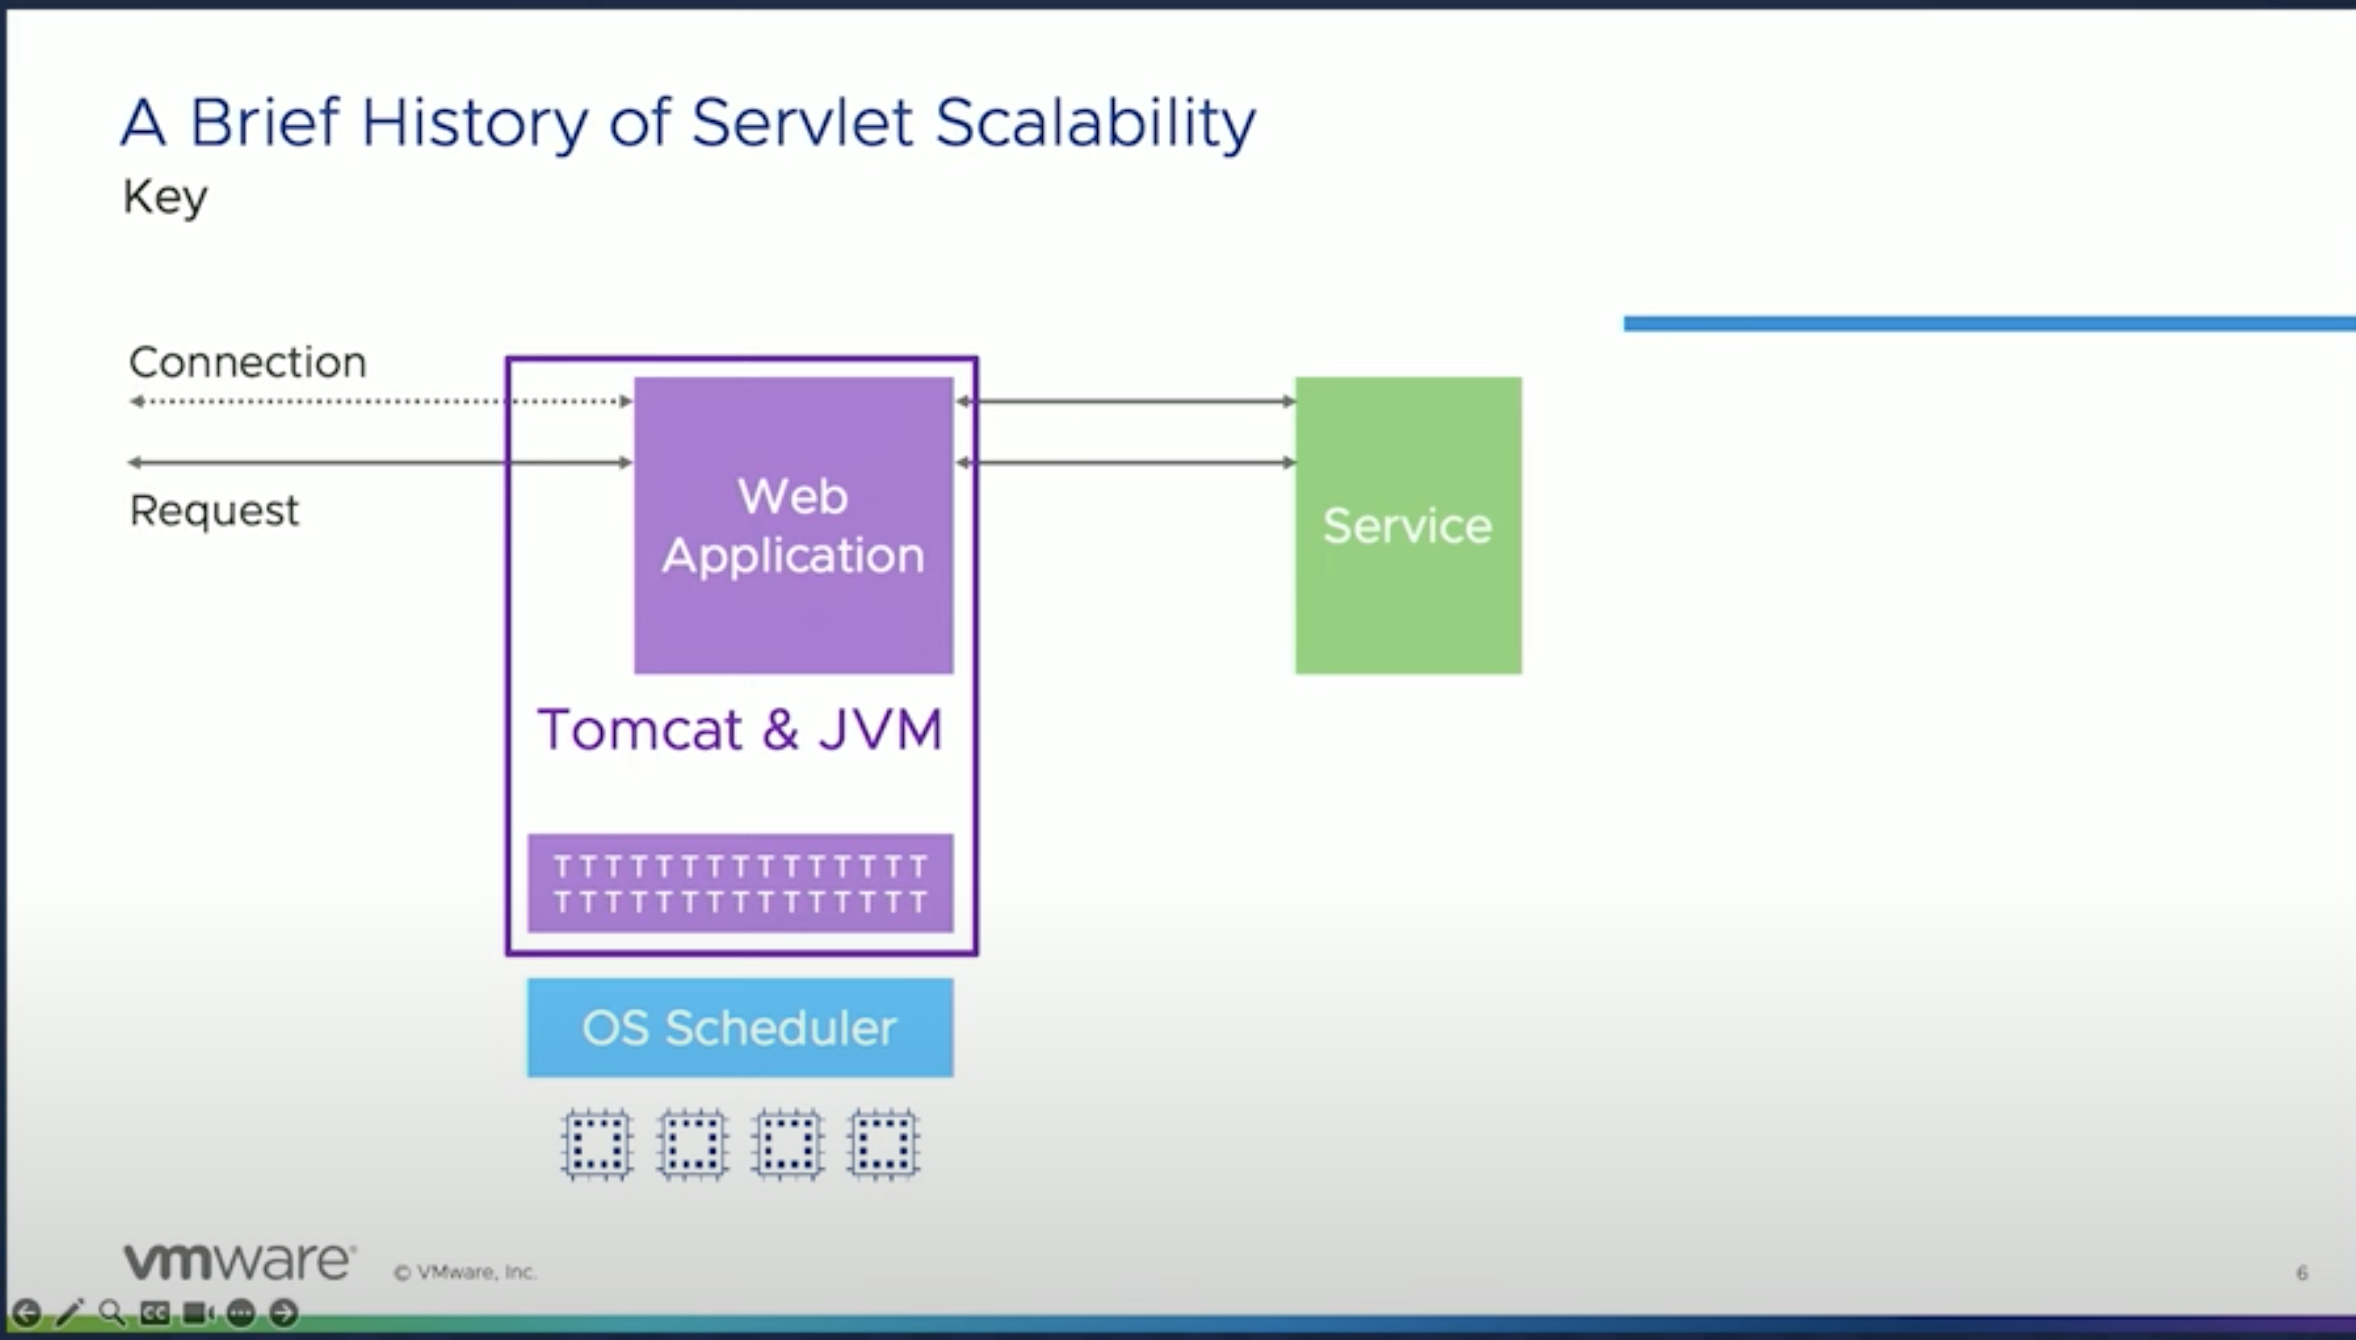 A Brief History of Servlet Scalability
Key
Connection
Request
Web
Application
Service
Tomcat & JVM
T T T T T T T T T T T T T T T
T T T T T T T T T T T T T T T
OS Scheduler
vmware®
© VMware, Inc.
6
CC